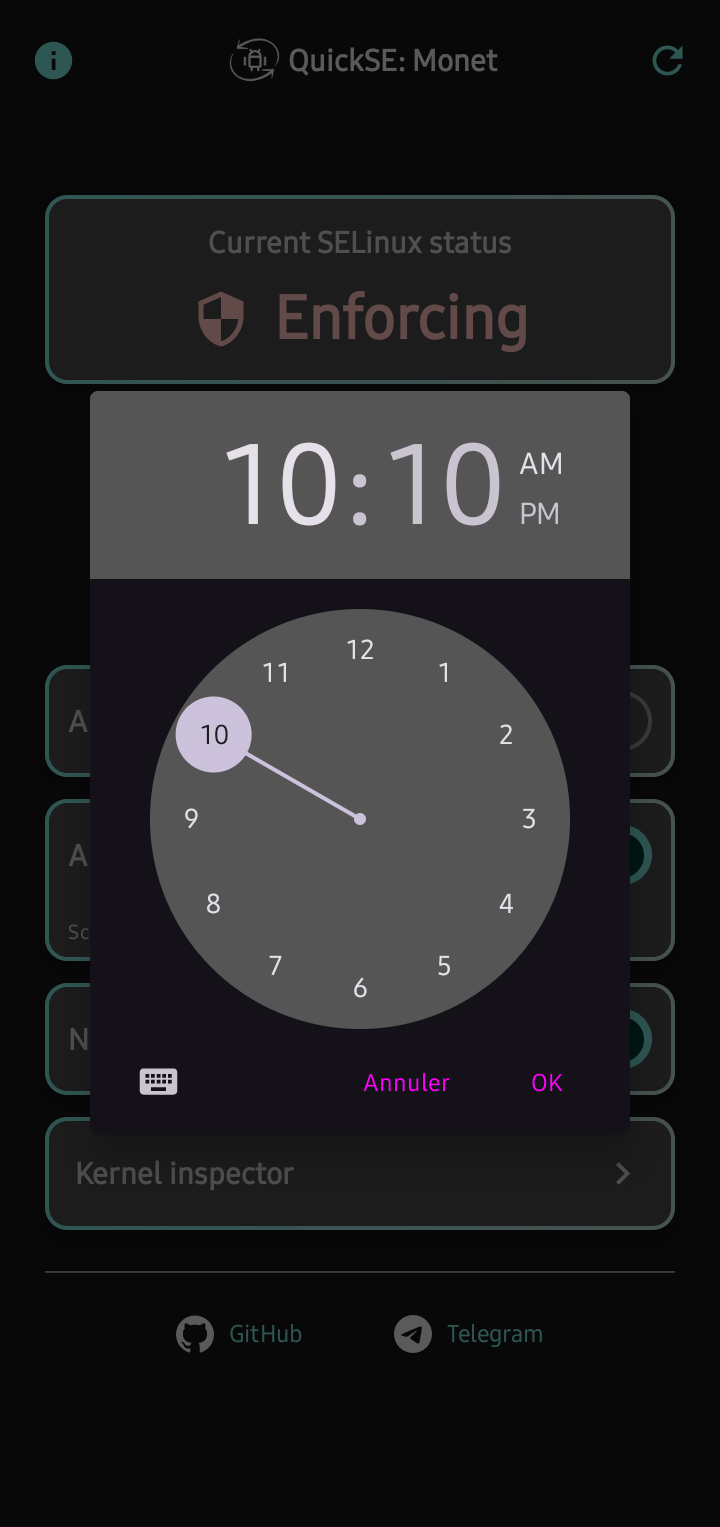 QuickSE: Monet
Current SELinux status
Enforcing
10:10
AM
PM
12
11
1
10
2
9
3
8
4
7
5
6
Annuler
OK
Kernel inspector
GitHub
Telegram